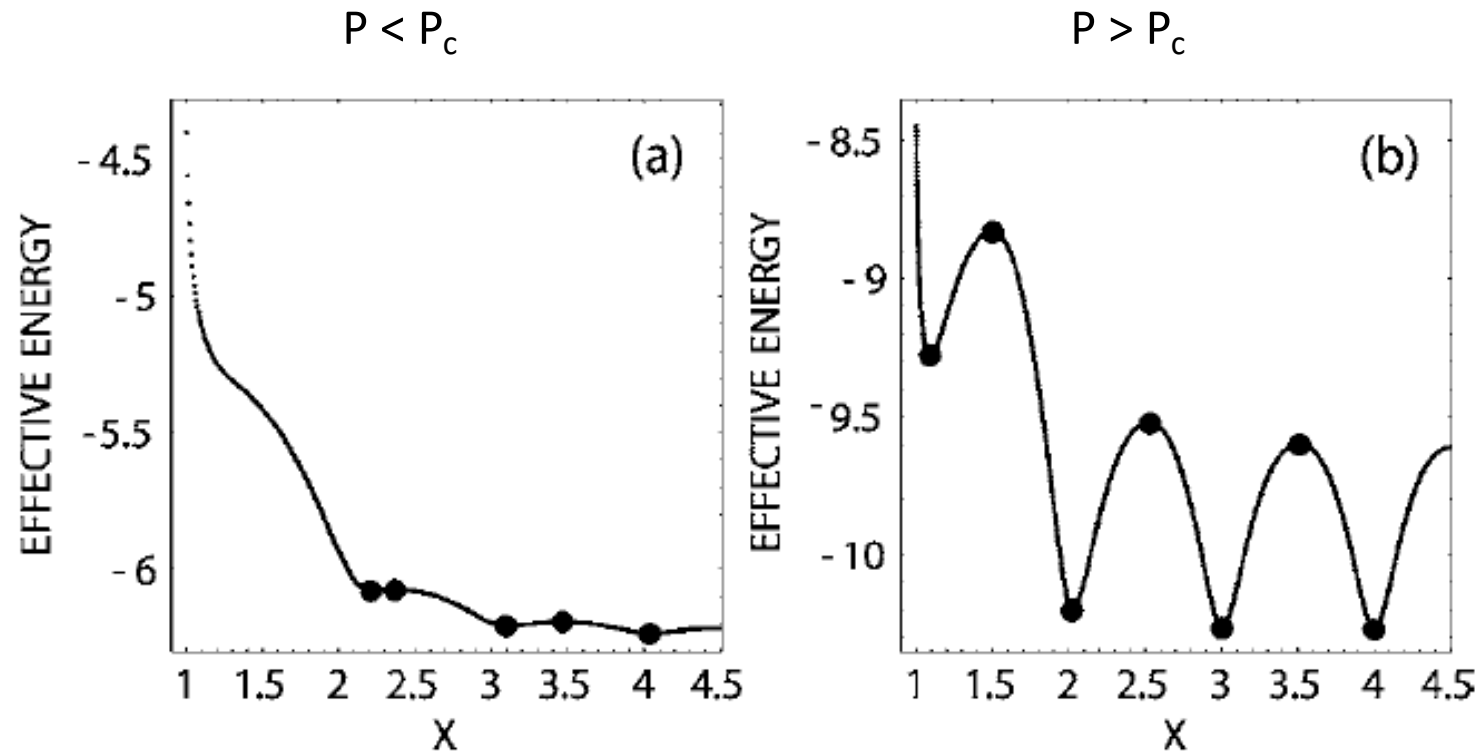 P < Pc
P > Pc
(a)
EFFECTIVE ENERGY
- 4.5
- 5
-5.5
- 6
1 1.5 2 2.5 3 3.5 4 4.5
X
(b)
EFFECTIVE ENERGY
- 8.5
- 9
- 9.5
- 10
1 1.5 2 2.5 3 3.5 4 4.5
X